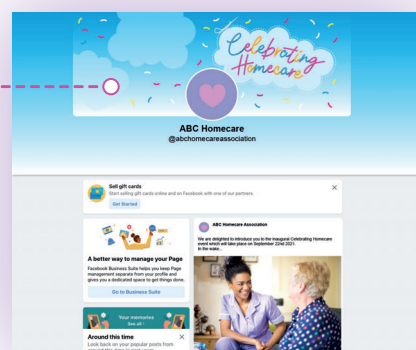 Celebrating
Homecare
ABC Homecare
@abchomecareassociation
Sell gift cards
Start selling gift cards online and on Facebook with one of our partners.
Get Started
A better way to manage your Page
Facebook Business Suite helps you keep Page
management separate from your profile and
gives you a dedicated space to get things done.
Go to Business Suite
Your memories
See all
Around this time
Look back on your popular posts from
ABC Homecare Association
We are delighted to introduce you to the inaugural Celebrating Homecare
event which will take place on September 22nd 2021.
In the wake...